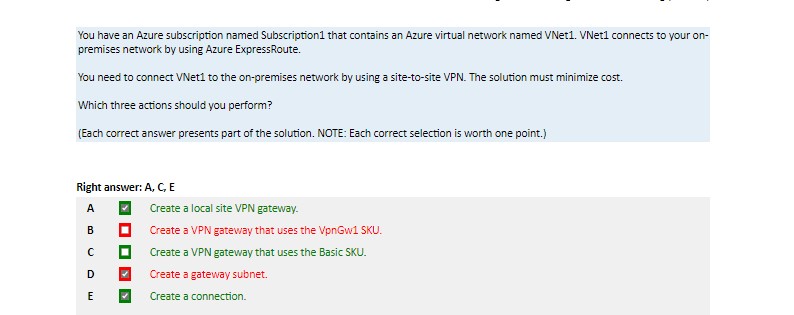 You have an Azure subscription named Subscription1 that contains an Azure virtual network named VNet1. VNet1 connects to your on-
premises network by using Azure ExpressRoute.
You need to connect VNet1 to the on-premises network by using a site-to-site VPN. The solution must minimize cost.
Which three actions should you perform?
(Each correct answer presents part of the solution. NOTE: Each correct selection is worth one point.)
Right answer: A, C, E
A Create a local site VPN gateway.
B Create a VPN gateway that uses the VpnGw1 SKU.
C Create a VPN gateway that uses the Basic SKU.
D Create a gateway subnet.
E Create a connection.